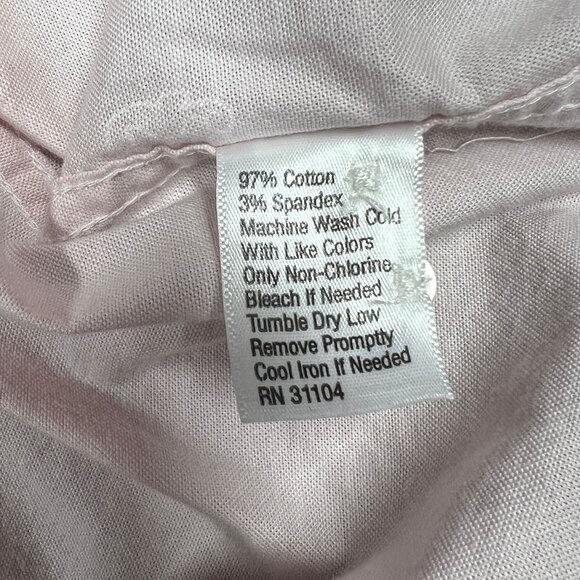 97% Cotton
3% Spandex
Machine Wash Cold
With Like Colors
Only Non-Chlorine
Bleach If Needed
Tumble Dry Low
Remove Promptly
Cool Iron If Needed
RN 31104